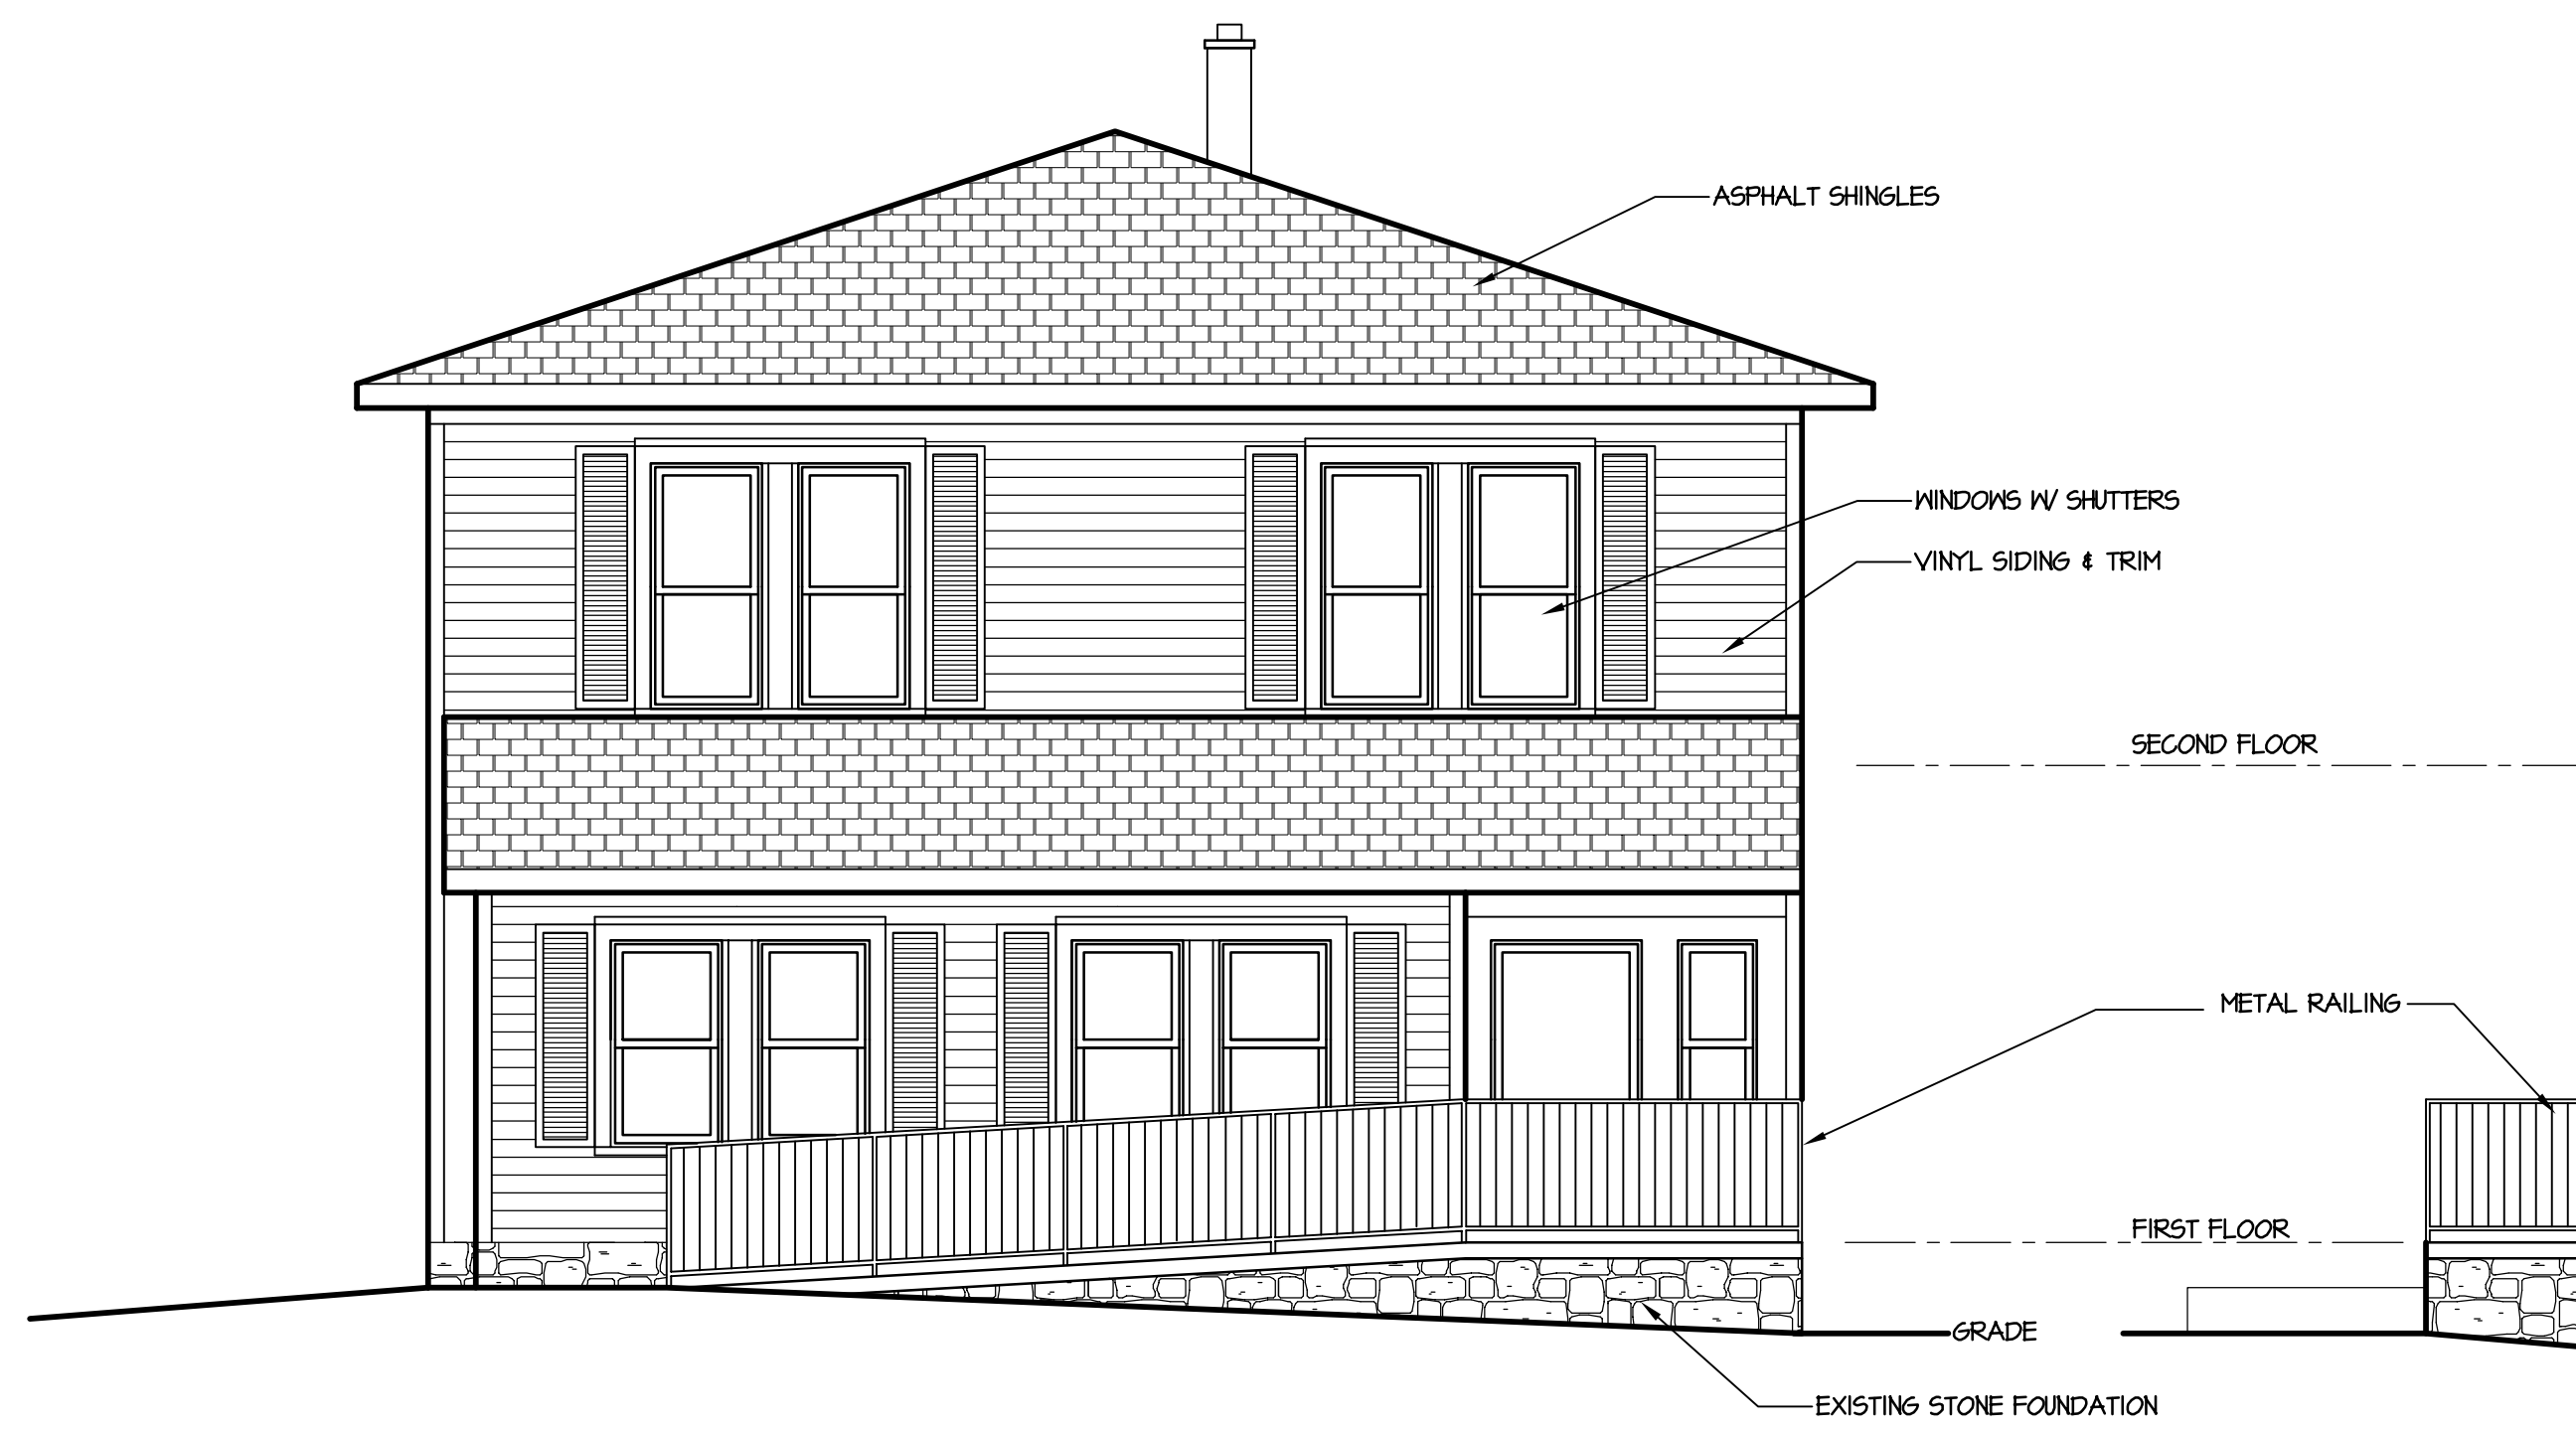 ASPHALT SHINGLES
WINDOWS W/ SHUTTERS
VINYL SIDING & TRIM
SECOND FLOOR
METAL RAILING
FIRST FLOOR
GRADE
EXISTING STONE FOUNDATION